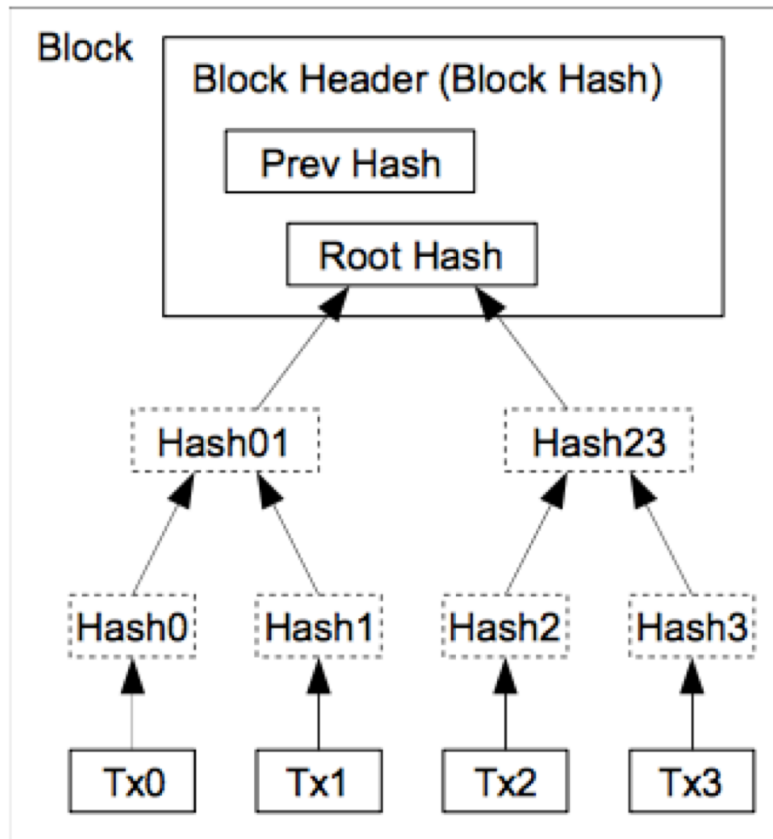 Block
Block Header (Block Hash)
Prev Hash
Root Hash
Hash01
Hash23
Hash0
Hash1
Hash2
Hash3
Tx0
Tx1
Tx2
Tx3